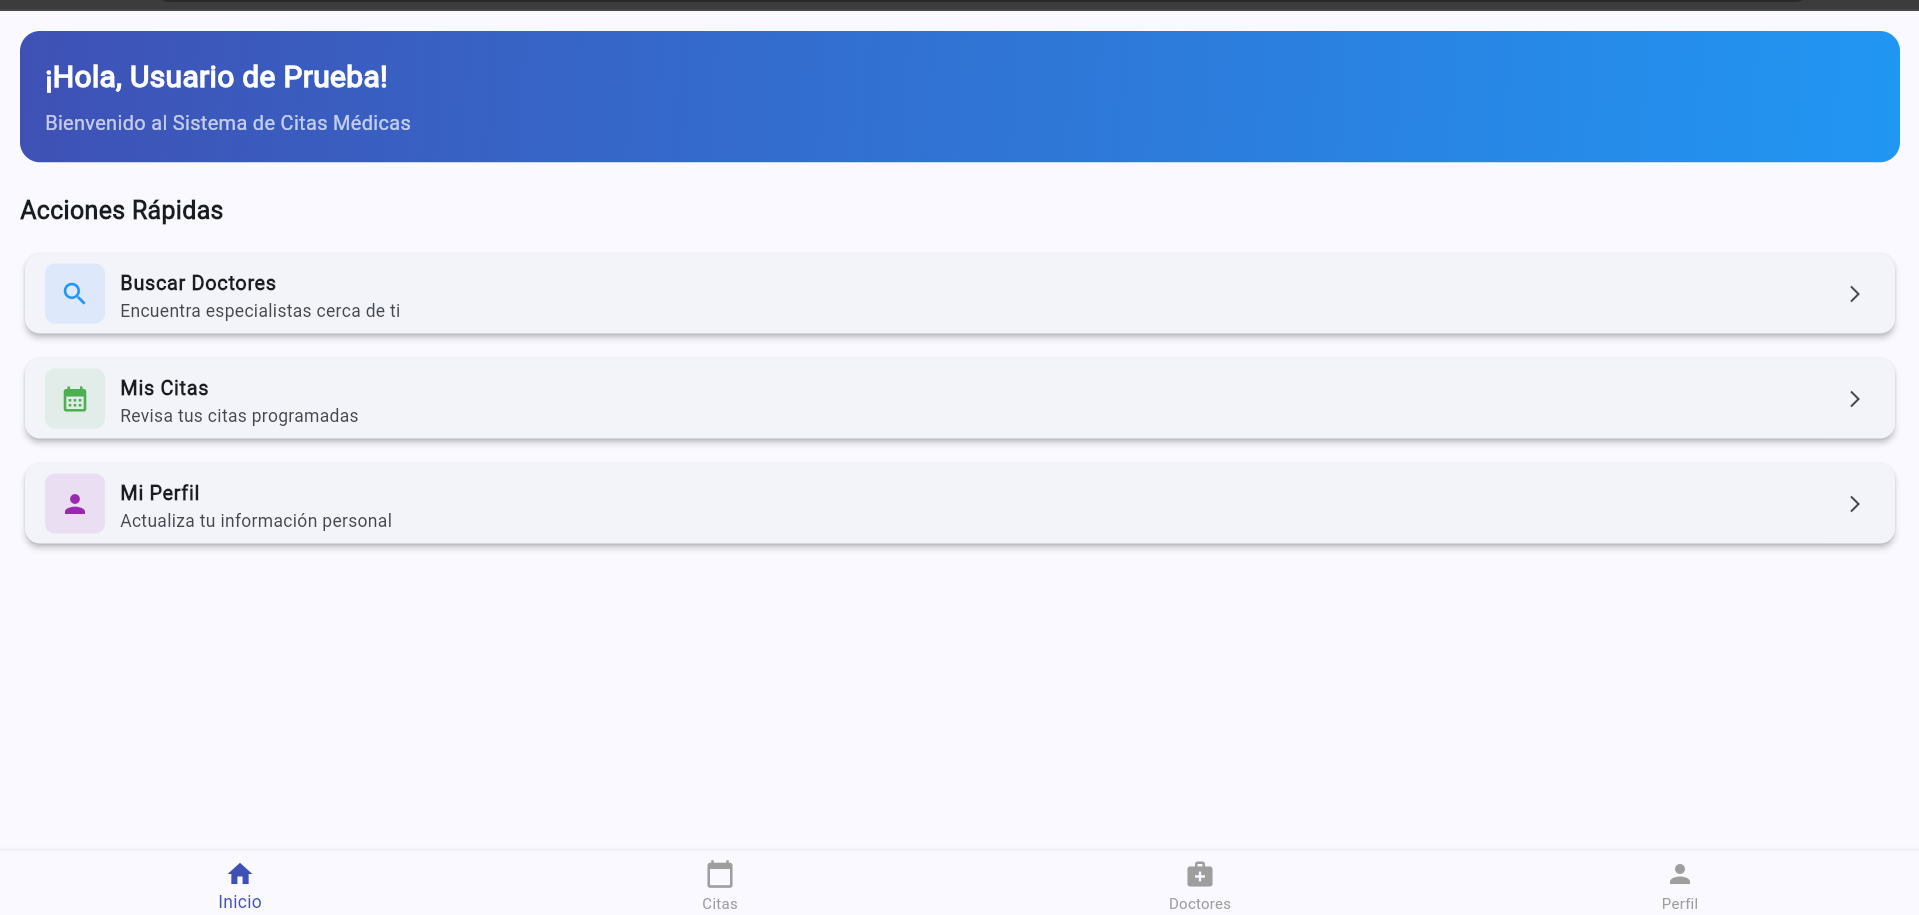 ¡Hola, Usuario de Prueba!
Bienvenido al Sistema de Citas Médicas
Acciones Rápidas
Buscar Doctores
Encuentra especialistas cerca de ti
Mis Citas
Revisa tus citas programadas
Mi Perfil
Actualiza tu información personal
Inicio
Citas
Doctores
Perfil